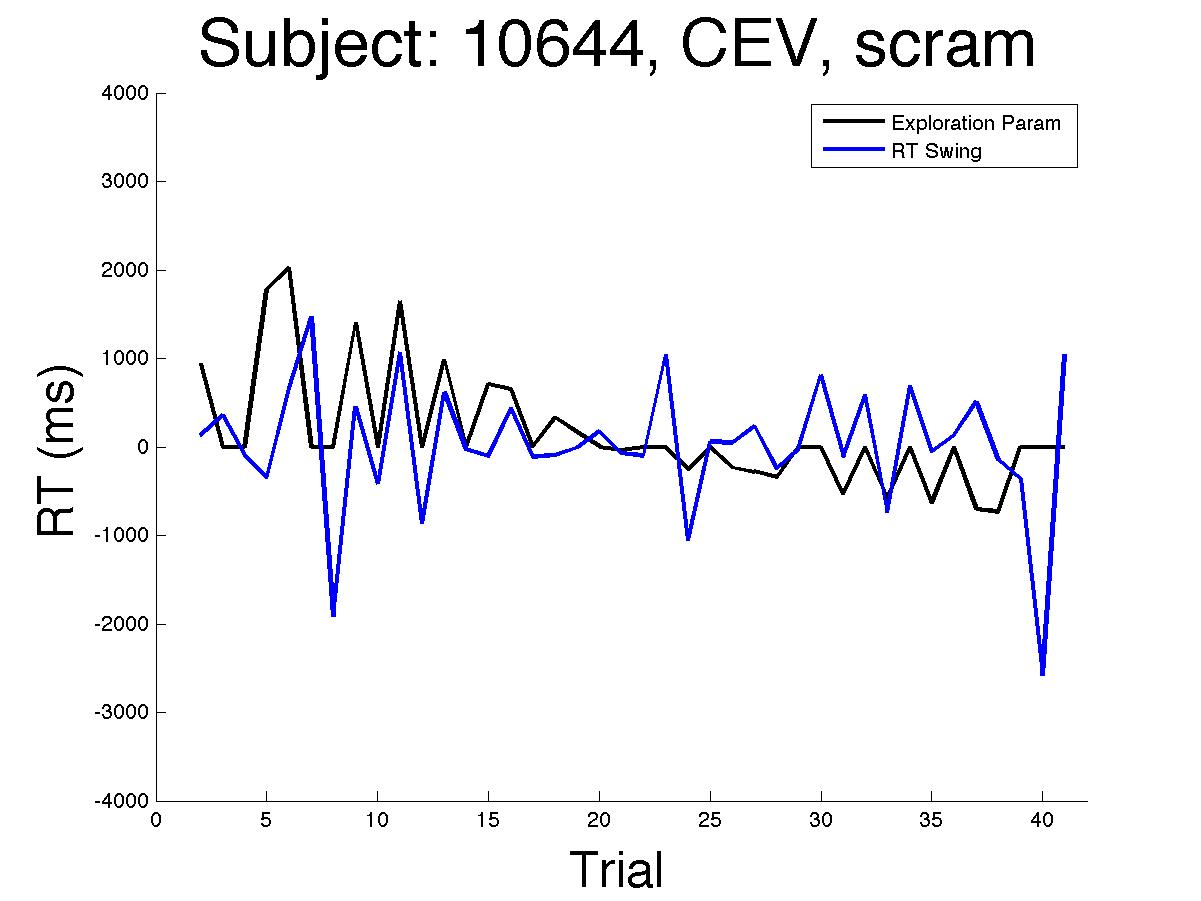 Subject: 10644, CEV, scram
4000
3000
2000
1000
0
-1000
-2000
-3000
-4000
RT (ms)
Exploration Param
RT Swing
0 5 10 15 20 25 30 35 40
Trial